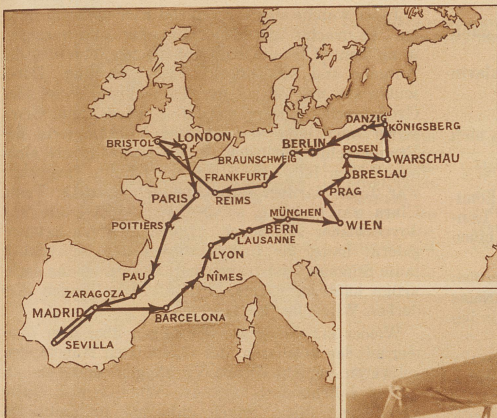 DANZIG
KÖNIGSBERG
LONDON
BRISTOL
BERLIN
POSEN
BRAUNSCHWEIG
WARSCHAU
FRANKFURT
BRESLAU
PARIS
REIMS
PRAG
MÜNCHEN
POITIERS
WIEN
BERN
LAUSANNE
LYON
PAU
NÎMES
ZARAGOZA
MADRID
BARCELONA
SEVILLA